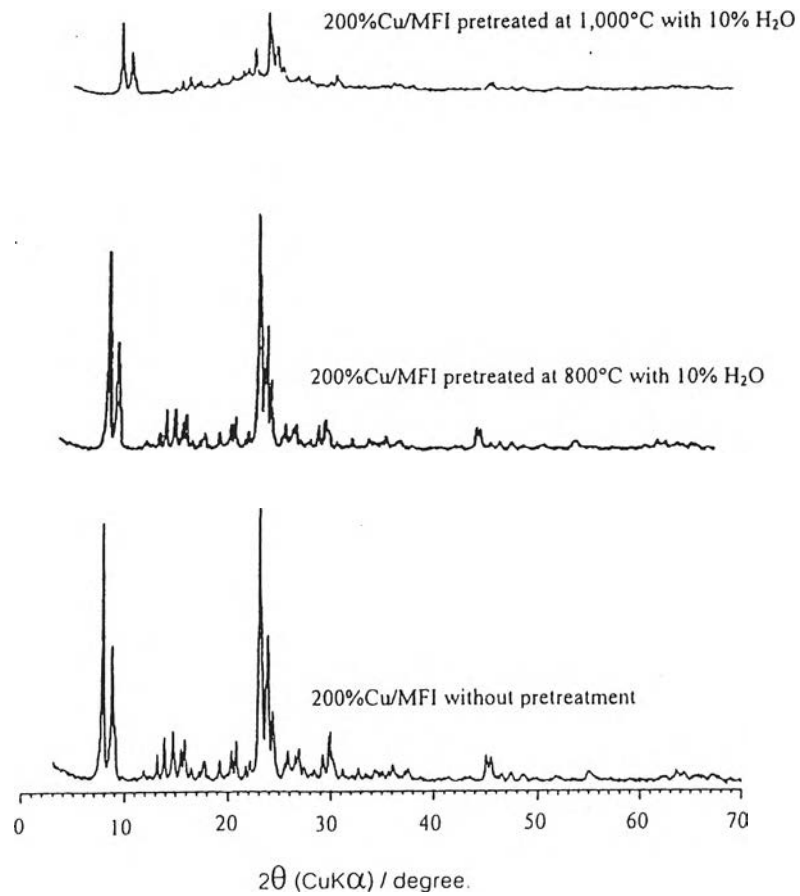 200%Cu/MFI pretreated at 1,000°C with 10% H₂O
200%Cu/MFI pretreated at 800°C with 10% H₂O
200%Cu/MFI without pretreatment
0 10 20 30 40 50 60 70
2θ (CuKα) / degree.